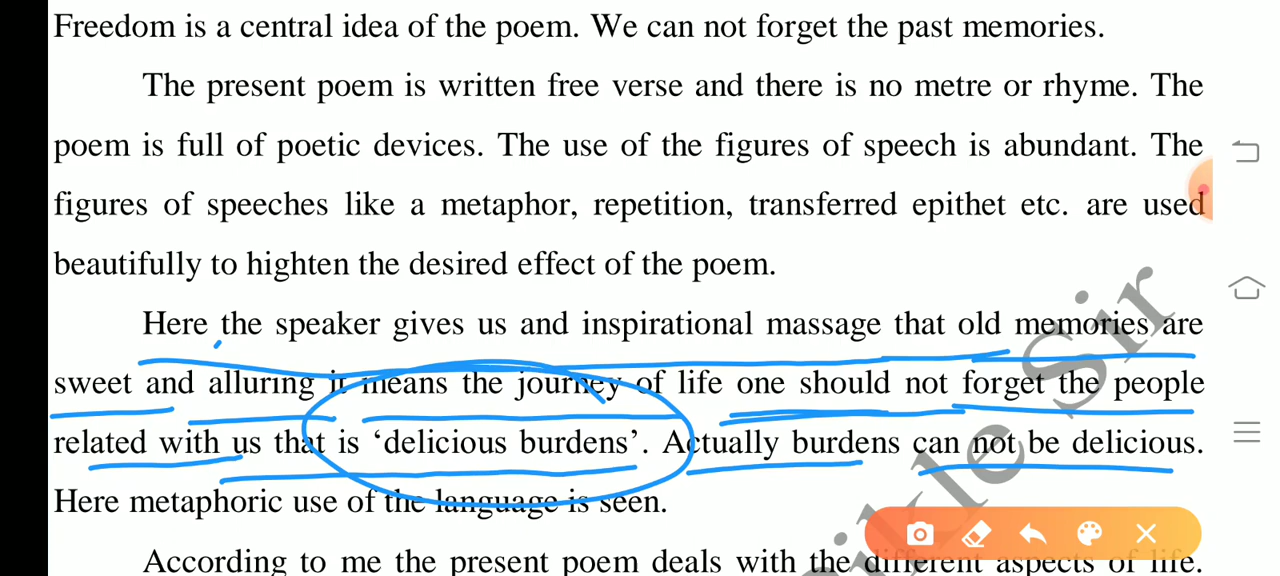 Freedom is a central idea of the poem. We can not forget the past memories.
The present poem is written free verse and there is no metre or rhyme. The
poem is full of poetic devices. The use of the figures of speech is abundant. The
figures of speeches like a metaphor, repetition, transferred epithet etc. are used
beautifully to highten the desired effect of the poem.
Here the speaker gives us and inspirational massage that old memories are
sweet and alluring it means the journey of life one should not forget the people
related with us that is ‘delicious burdens’. Actually burdens can not be delicious.
Here metaphoric use of the language is seen.
According to me the present poem deals with the different aspects of life.
Sir